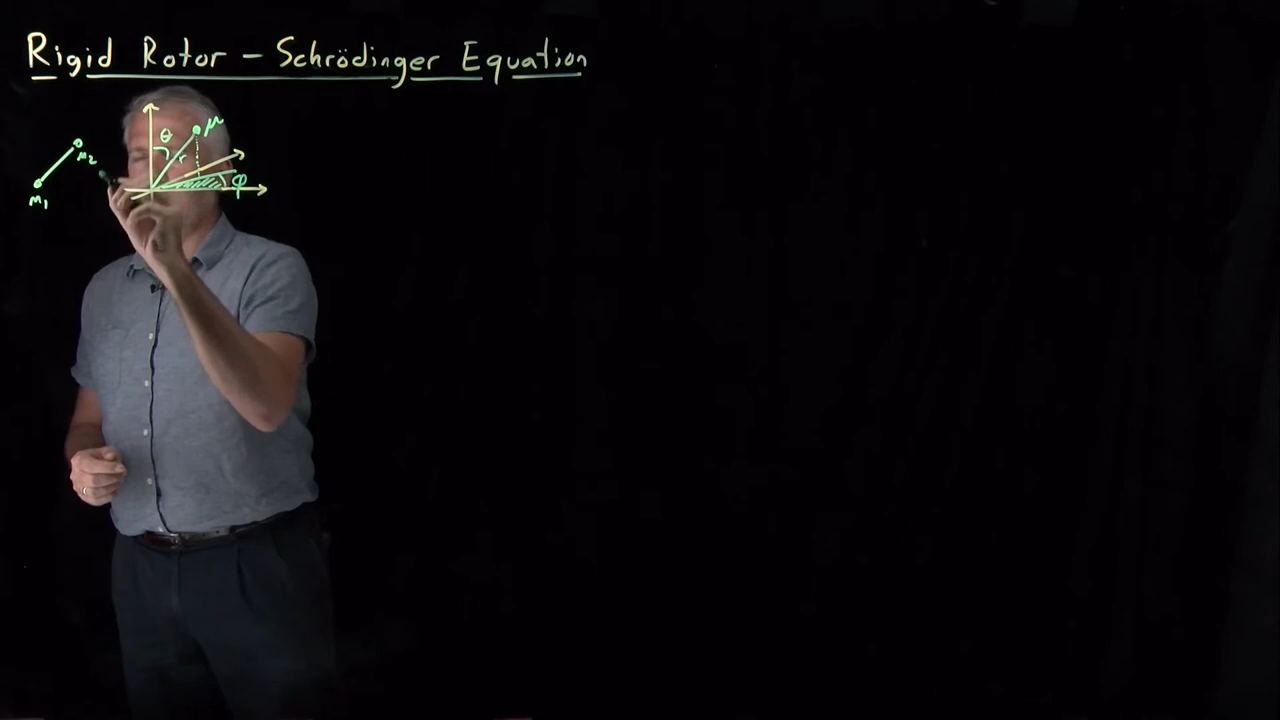 Rigid Rotor – Schrödinger Equation
θ
μ
r
m₂
φ
m₁